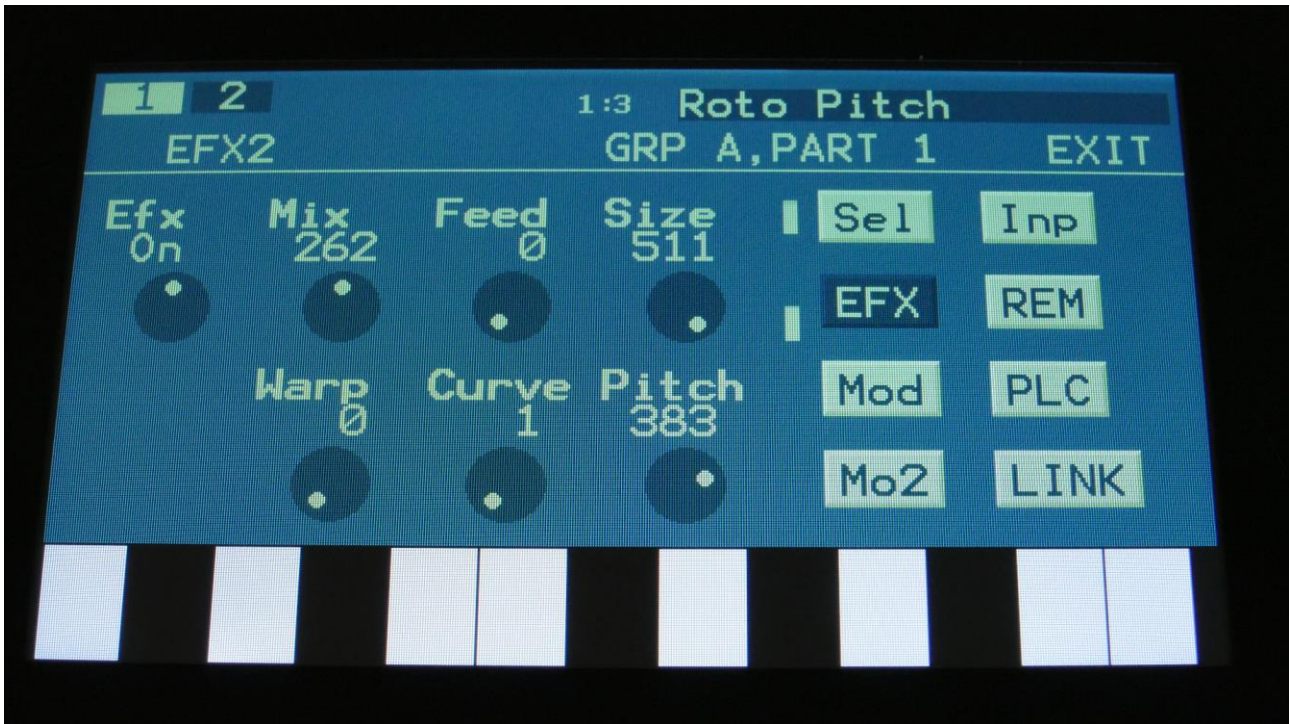 1 2 1:3 Roto Pitch
EFX2 GRP A,PART 1 EXIT
Efx Mix Feed Size Sel Inp
On 262 0 511
EFX REM
Warp Curve Pitch Mod PLC
0 1 383
Mo2 LINK